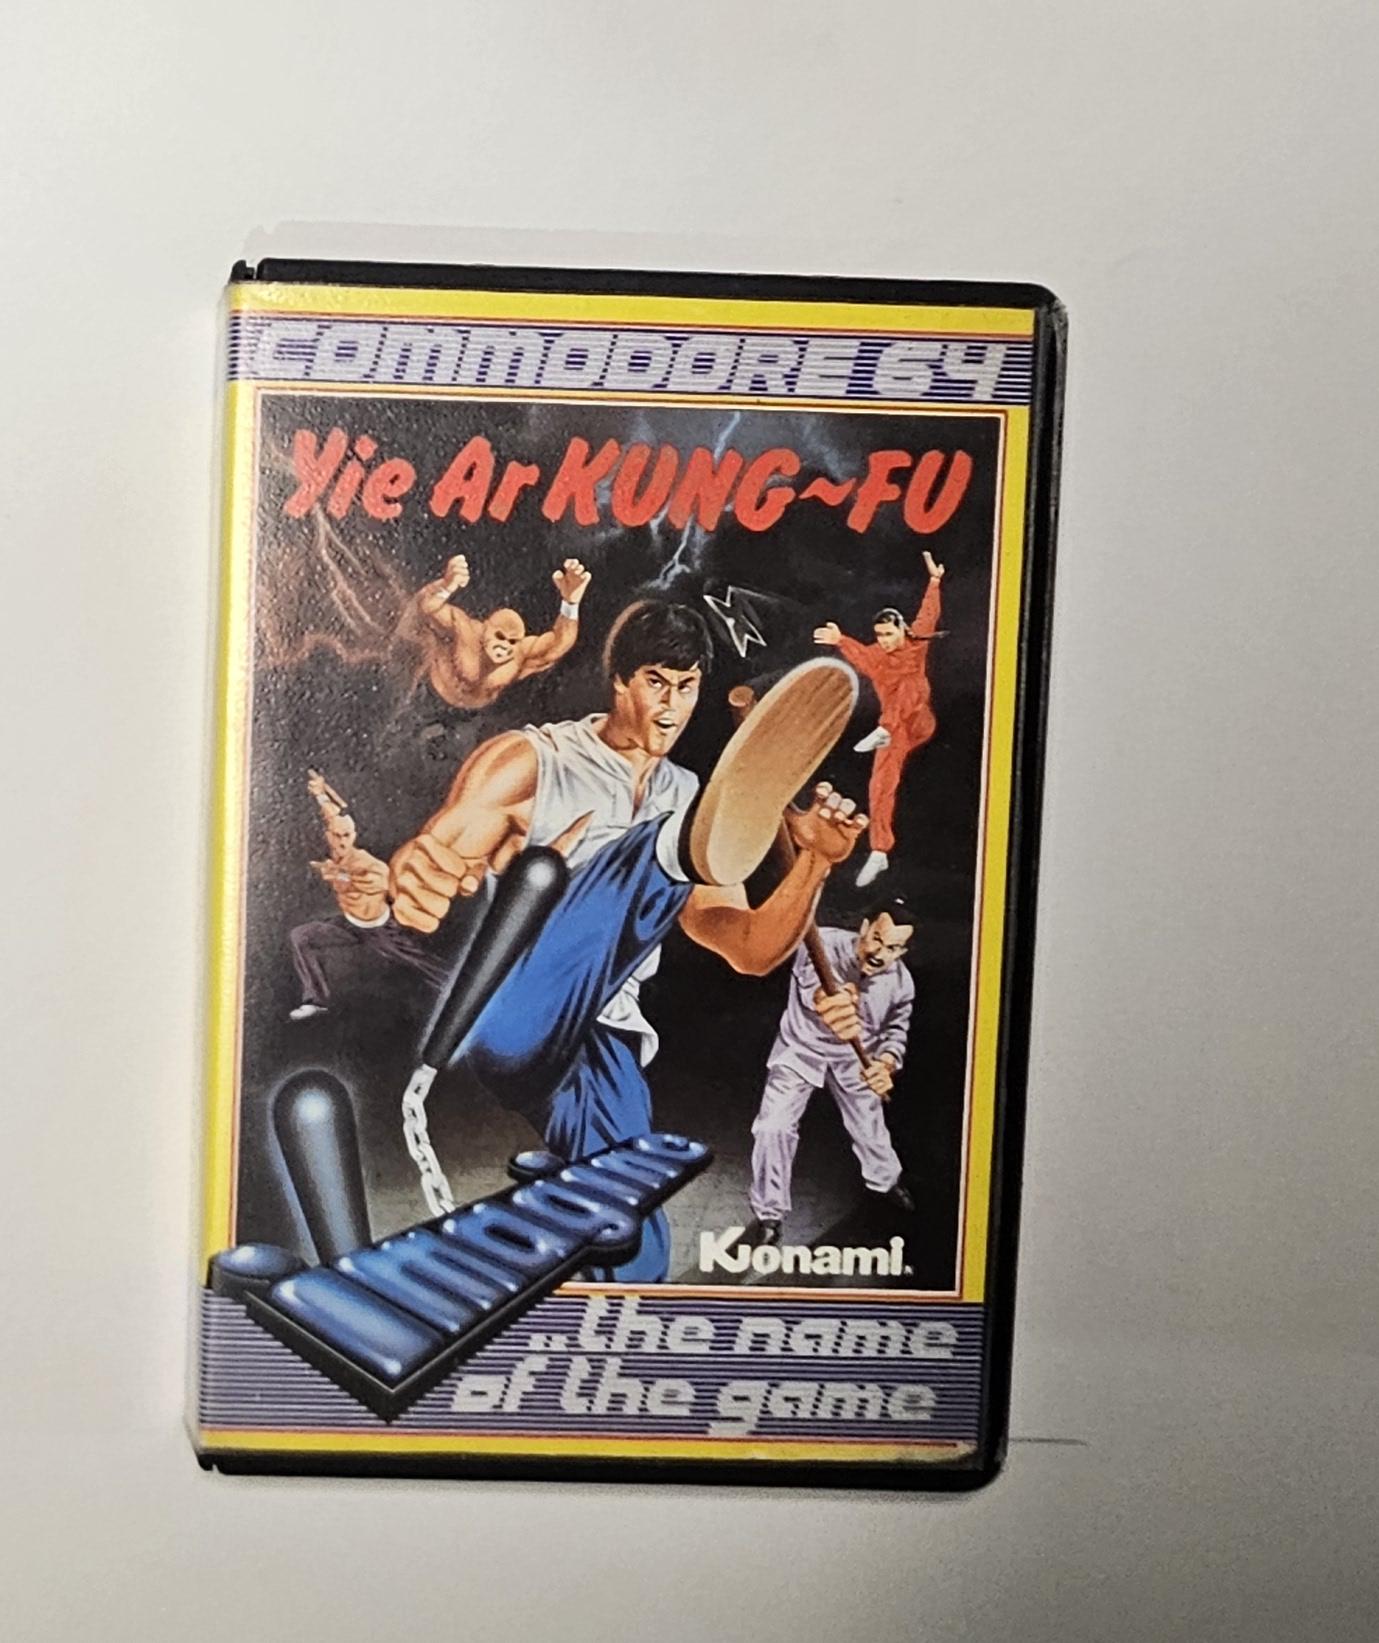 COMMODORE 64
Yie Ar KUNG~FU
imagine
Konami
...the name
of the game